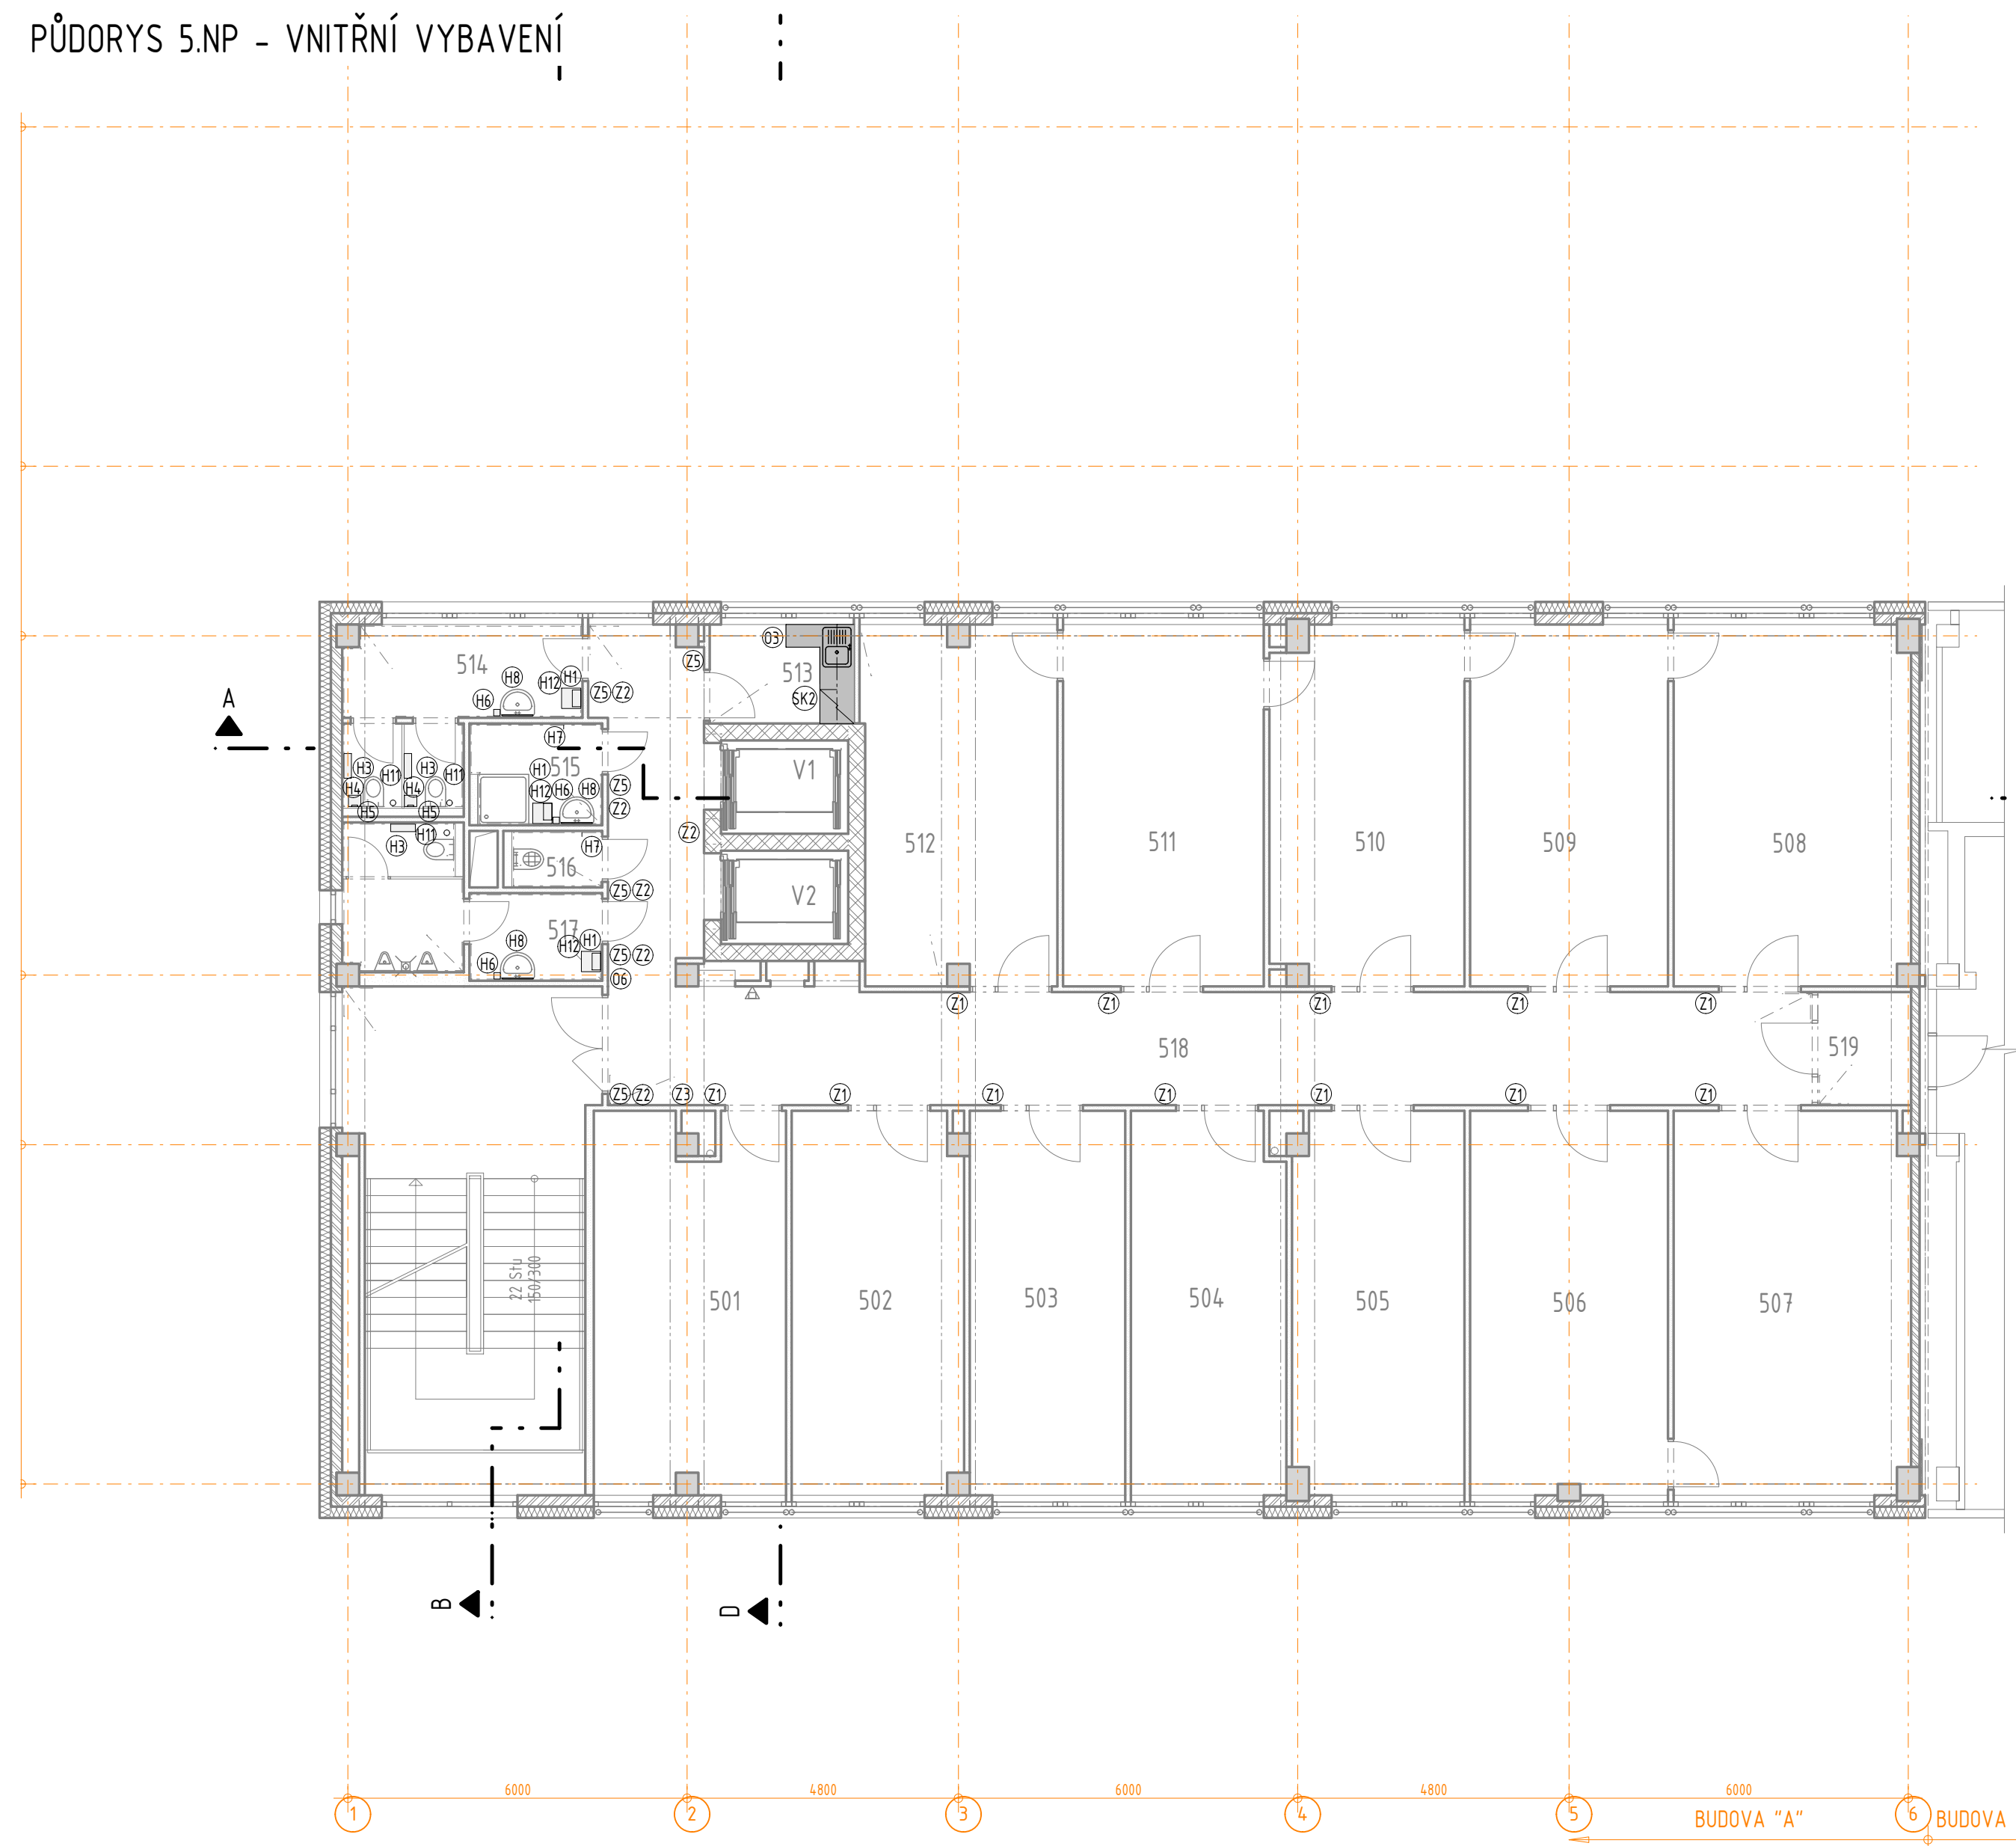 PŮDORYS 5.NP - VNITŘNÍ VYBAVENÍ
O3
514
Z5
513
H8
H12
H1
H6
Z5
Z2
SK2
A
H7
H3
H11
H3
H11
H1
515
V1
H4
H4
H12
H6
H8
Z5
H5
H5
Z2
Z2
H11
H3
H7
512
511
510
509
508
516
Z5
Z2
V2
517
H8
H12
H1
H6
Z5
Z2
O6
Z1
Z1
Z1
Z1
Z1
518
519
Z5
Z2
Z3
Z1
Z1
Z1
Z1
Z1
Z1
Z1
22 Stu
150/300
501
502
503
504
505
506
507
B
D
6000
4800
6000
4800
6000
1
2
3
4
5
6
BUDOVA "A"
BUDOVA